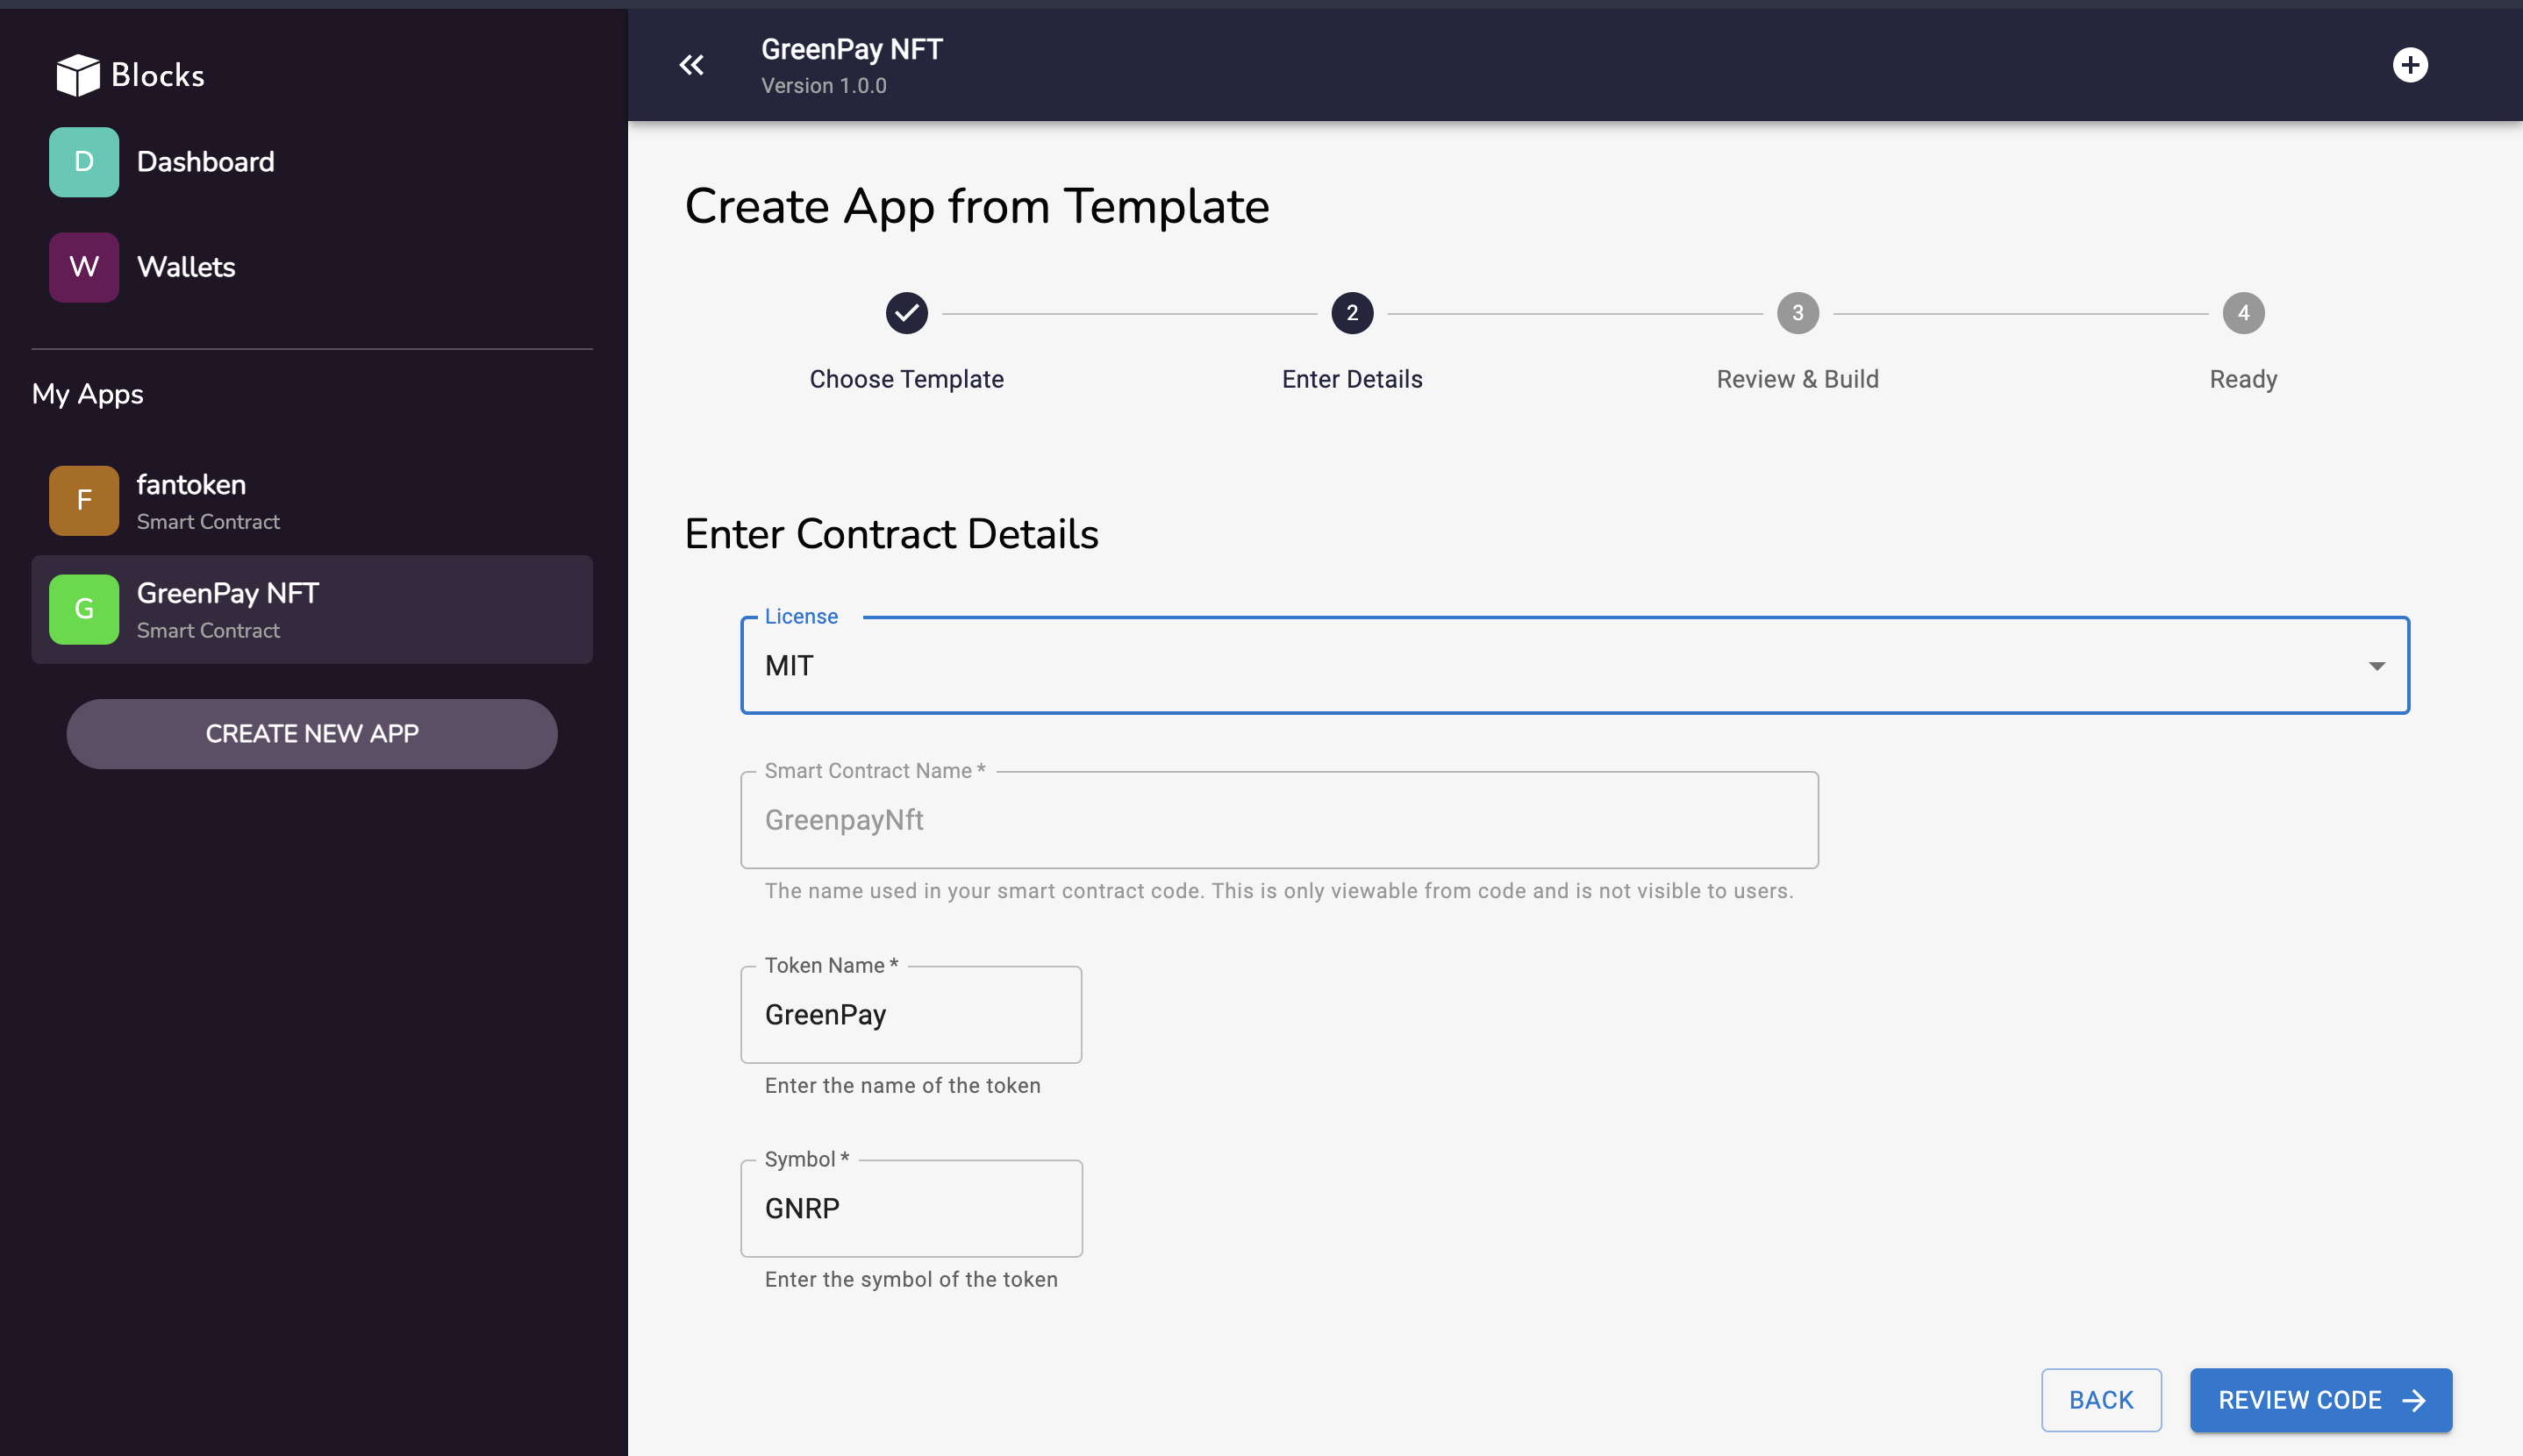 Blocks
D
Dashboard
W
Wallets
My Apps
F
fantoken
Smart Contract
G
GreenPay NFT
Smart Contract
CREATE NEW APP
GreenPay NFT
Version 1.0.0
Create App from Template
2
3
4
Choose Template
Enter Details
Review & Build
Ready
Enter Contract Details
License
MIT
Smart Contract Name *
GreenpayNft
The name used in your smart contract code. This is only viewable from code and is not visible to users.
Token Name *
GreenPay
Enter the name of the token
Symbol *
GNRP
Enter the symbol of the token
BACK
REVIEW CODE